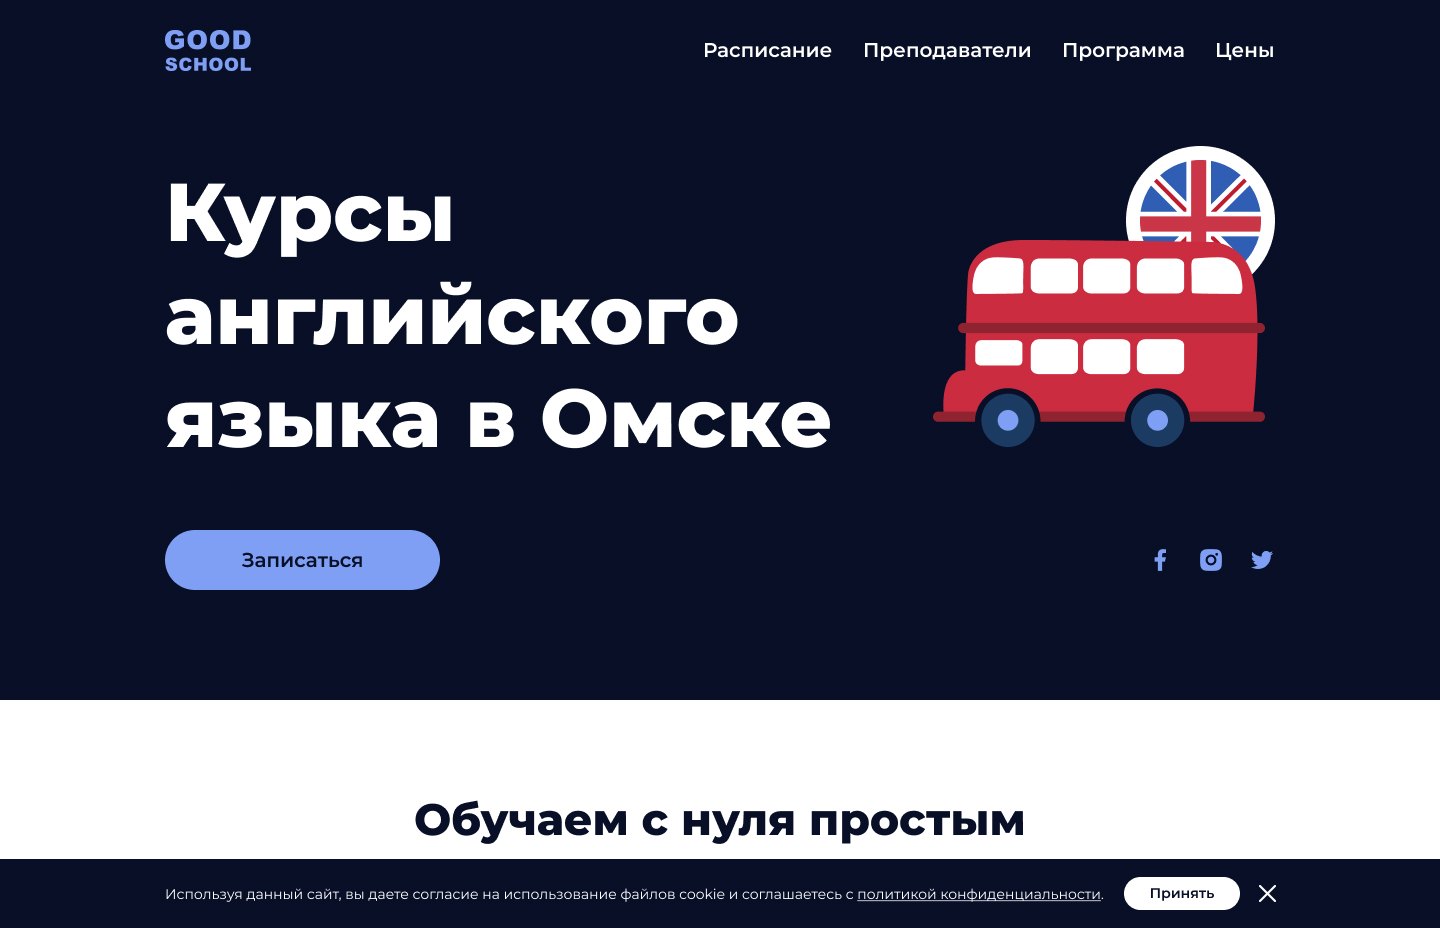 GOOD
SCHOOL
Расписание Преподаватели Программа Цены
Курсы
английского
языка в Омске
Записаться
Обучаем с нуля простым
Используя данный сайт, вы даете согласие на использование файлов cookie и соглашаетесь с политикой конфиденциальности. Принять